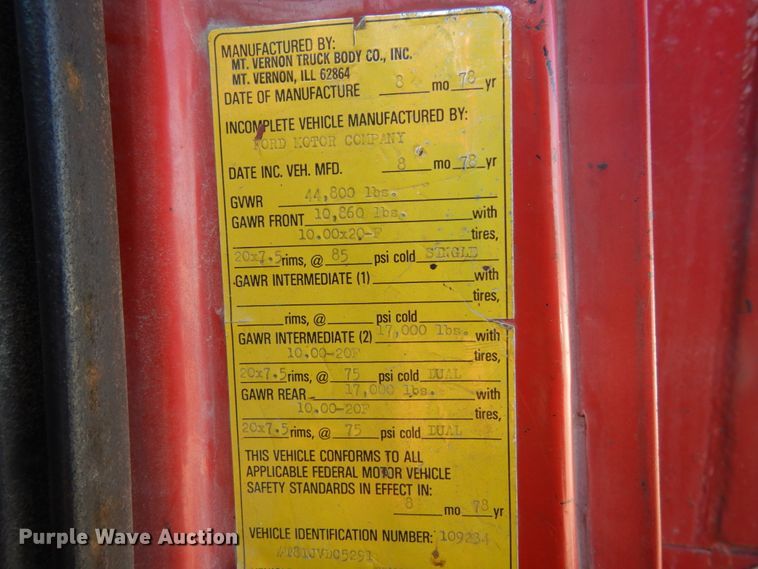 MANUFACTURED BY:
MT. VERNON TRUCK BODY CO., INC.
MT. VERNON, ILL 62864
DATE OF MANUFACTURE 8 mo 78 yr
INCOMPLETE VEHICLE MANUFACTURED BY:
FORD MOTOR COMPANY
DATE INC. VEH. MFD. 8 mo 78 yr
GVWR 44,800 lbs.
GAWR FRONT 10,860 lbs. with
10.00x20-F tires,
20x7.5 rims, @ 85 psi cold SINGLE
GAWR INTERMEDIATE (1) with
tires,
rims, @ psi cold
GAWR INTERMEDIATE (2) 17,000 lbs. with
10.00-20F tires,
20x7.5 rims, @ 75 psi cold DUAL
GAWR REAR 17,000 lbs. with
10.00-20F tires,
20x7.5 rims, @ 75 psi cold DUAL
THIS VEHICLE CONFORMS TO ALL
APPLICABLE FEDERAL MOTOR VEHICLE
SAFETY STANDARDS IN EFFECT IN:
8 mo 78 yr
VEHICLE IDENTIFICATION NUMBER: 109234
Purple Wave Auction